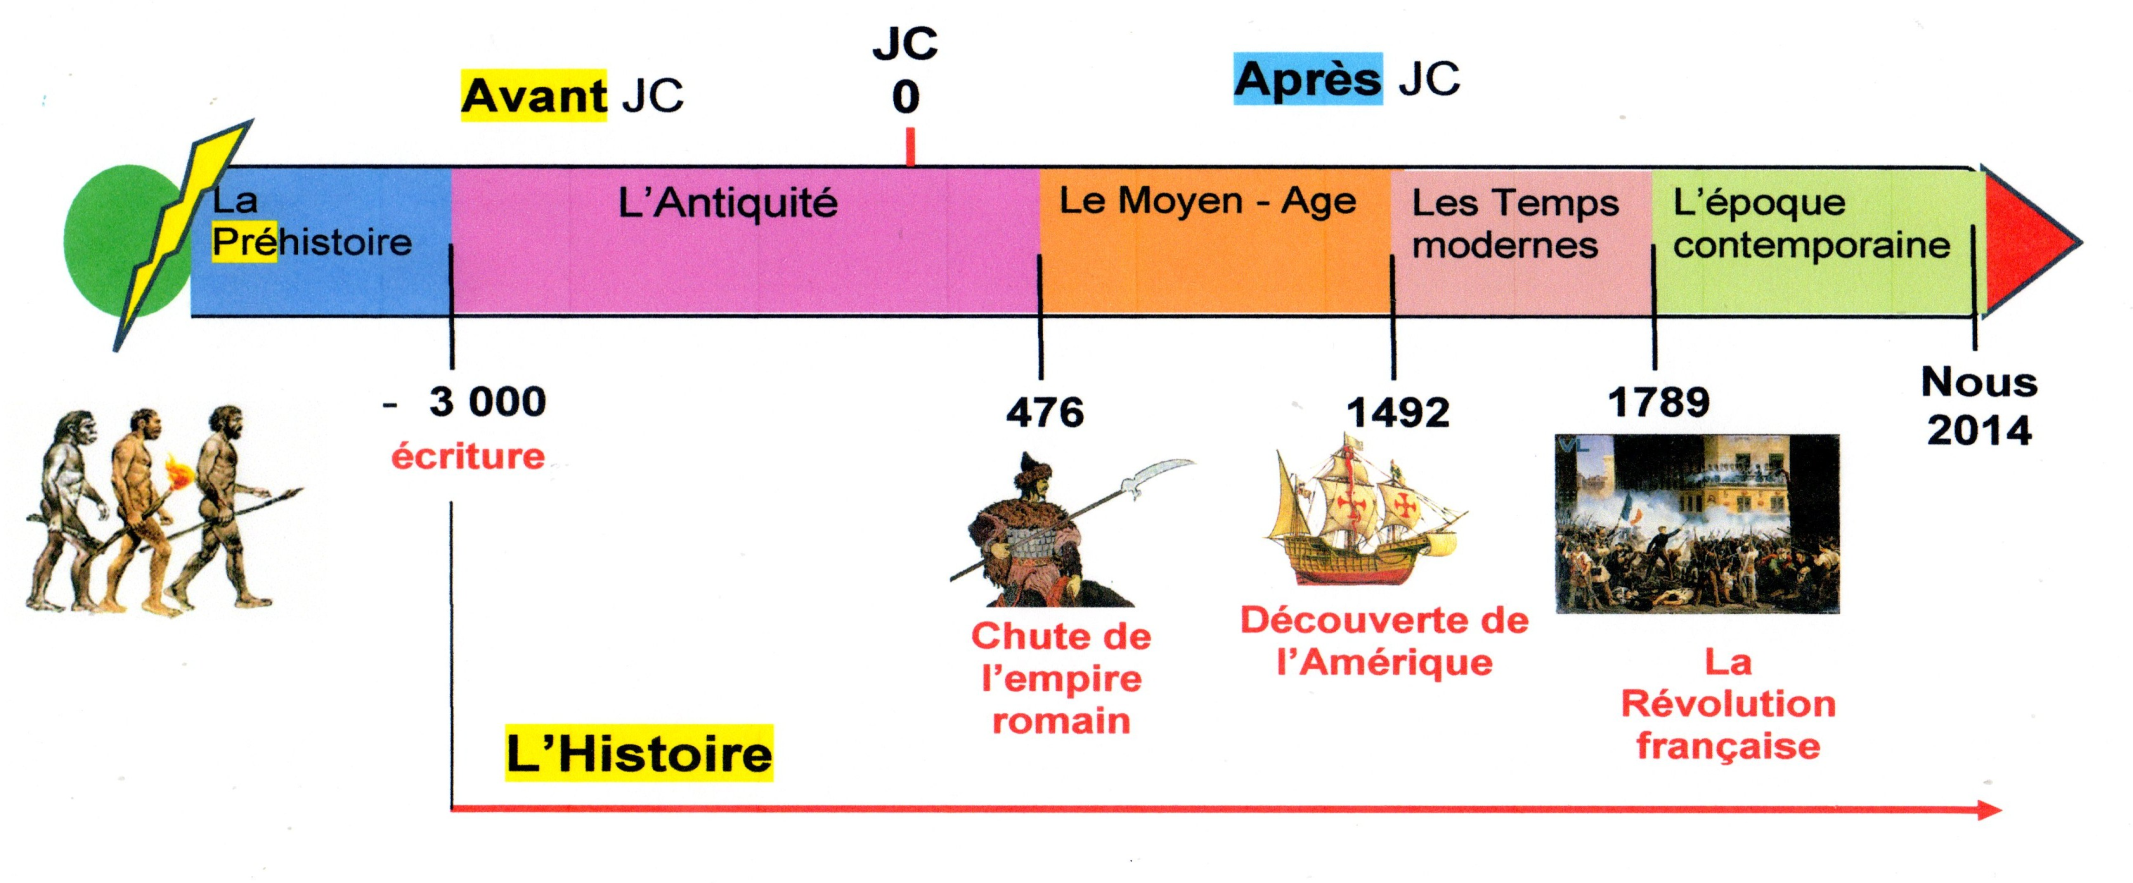 JC
0
Avant JC
Après JC
La
Préhistoire
L'Antiquité
Le Moyen - Age
Les Temps
modernes
L'époque
contemporaine
- 3 000
écriture
476
Chute de
l'empire
romain
1492
Découverte de
l'Amérique
1789
VL
La
Révolution
française
Nous
2014
L'Histoire